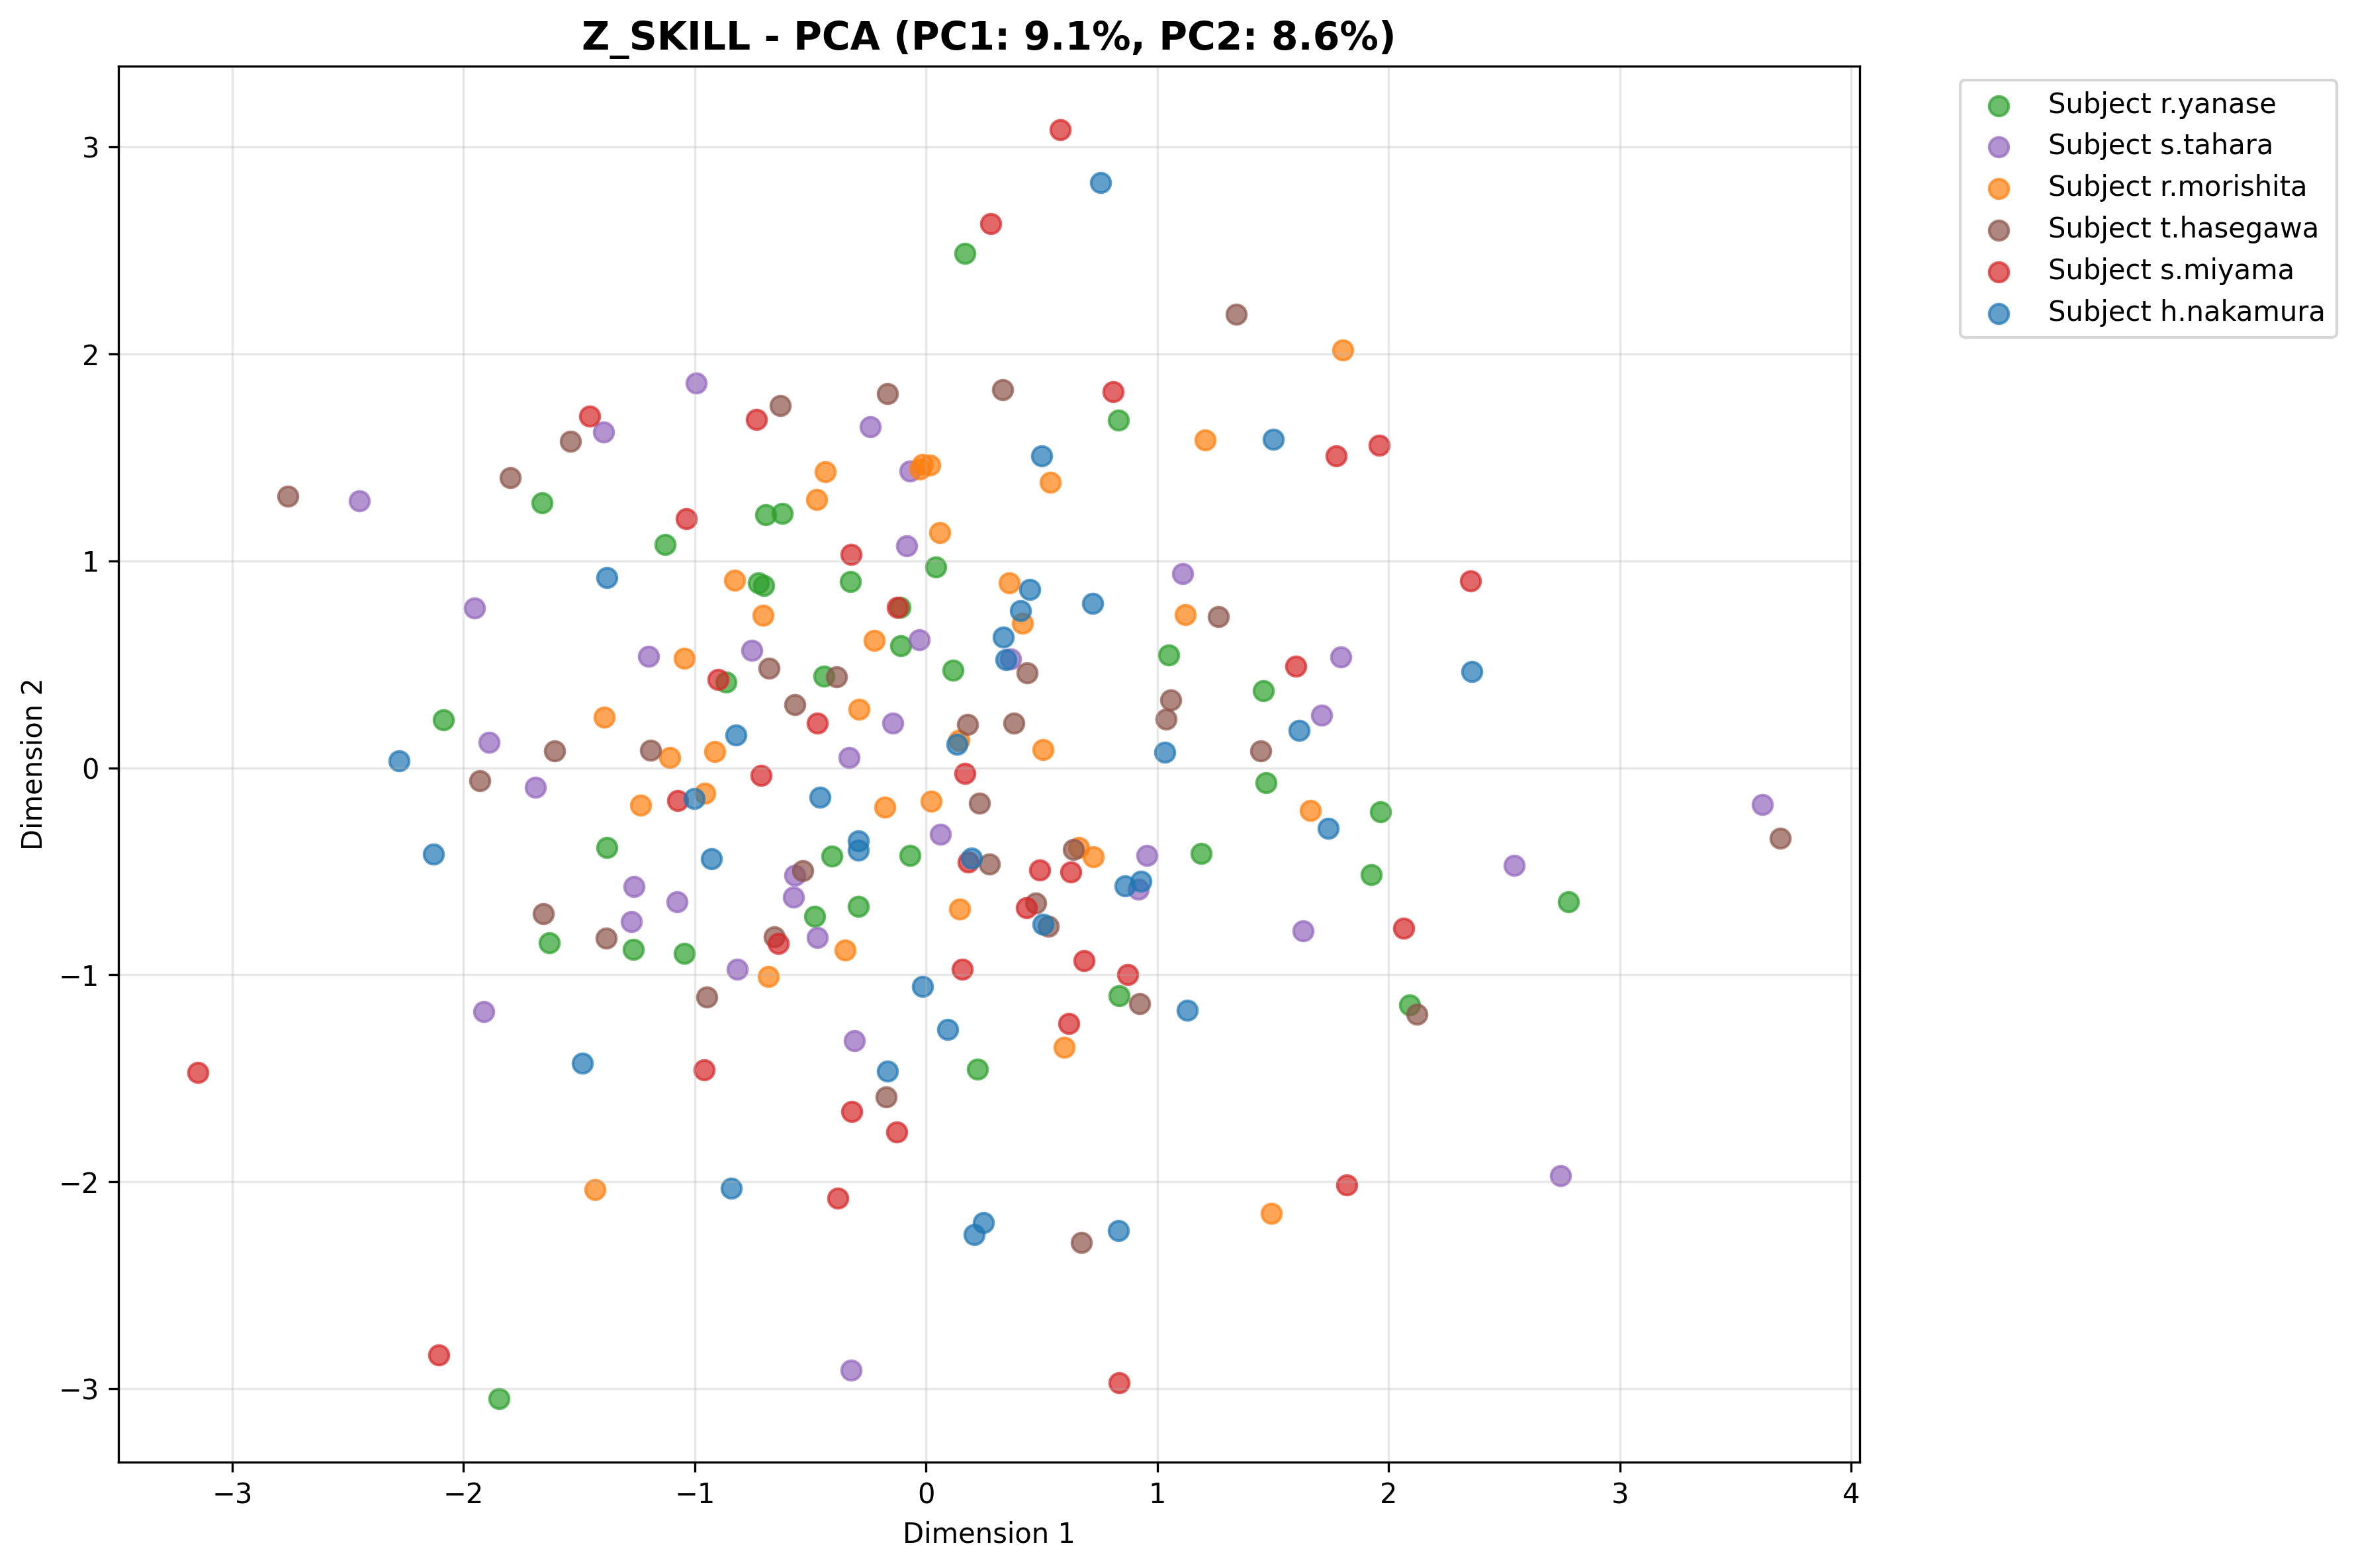 Z_SKILL - PCA (PC1: 9.1%, PC2: 8.6%)
Subject r.yanase
Subject s.tahara
Subject r.morishita
Subject t.hasegawa
Subject s.miyama
Subject h.nakamura
3
2
1
0
−1
−2
−3
Dimension 2
−3
−2
−1
0
1
2
3
4
Dimension 1